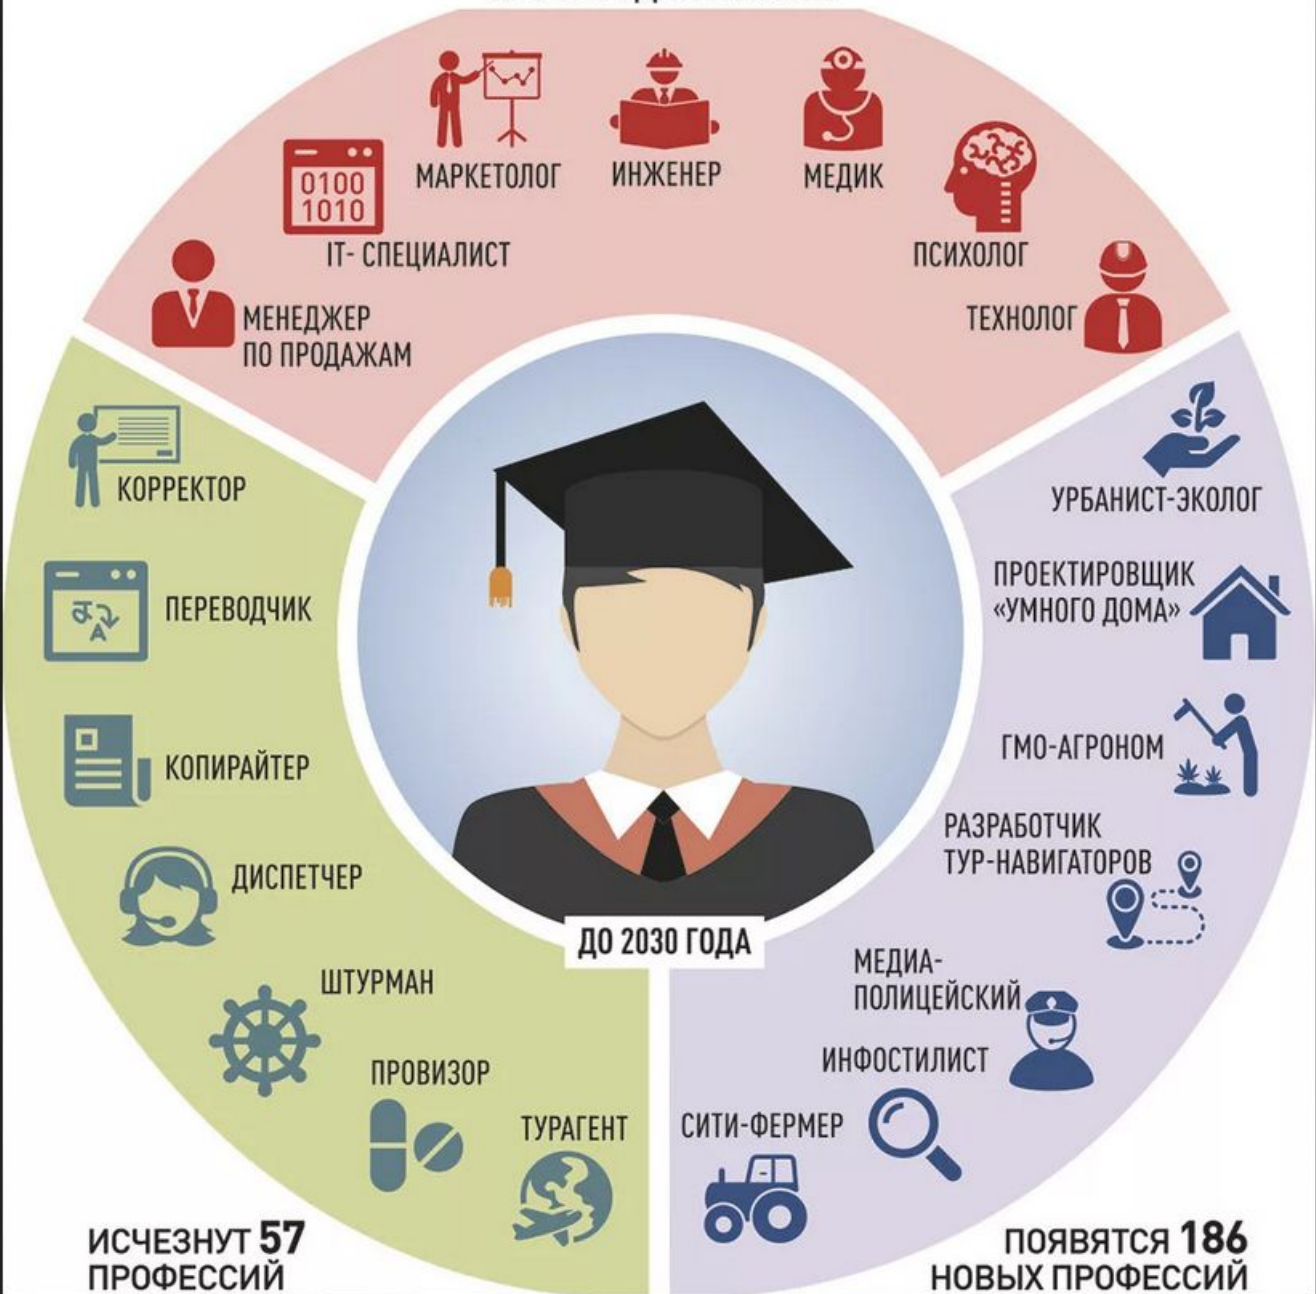 МАРКЕТОЛОГ
ИНЖЕНЕР
МЕДИК
0100
1010
IT- СПЕЦИАЛИСТ
ПСИХОЛОГ
МЕНЕДЖЕР
ПО ПРОДАЖАМ
ТЕХНОЛОГ
КОРРЕКТОР
ПЕРЕВОДЧИК
A
КОПИРАЙТЕР
ДИСПЕТЧЕР
ШТУРМАН
ПРОВИЗОР
ТУРАГЕНТ
ИСЧЕЗНУТ 57
ПРОФЕССИЙ
ДО 2030 ГОДА
УРБАНИСТ-ЭКОЛОГ
ПРОЕКТИРОВЩИК
«УМНОГО ДОМА»
ГМО-АГРОНОМ
РАЗРАБОТЧИК
ТУР-НАВИГАТОРОВ
МЕДИА-
ПОЛИЦЕЙСКИЙ
ИНФОСТИЛИСТ
СИТИ-ФЕРМЕР
ПОЯВЯТСЯ 186
НОВЫХ ПРОФЕССИЙ